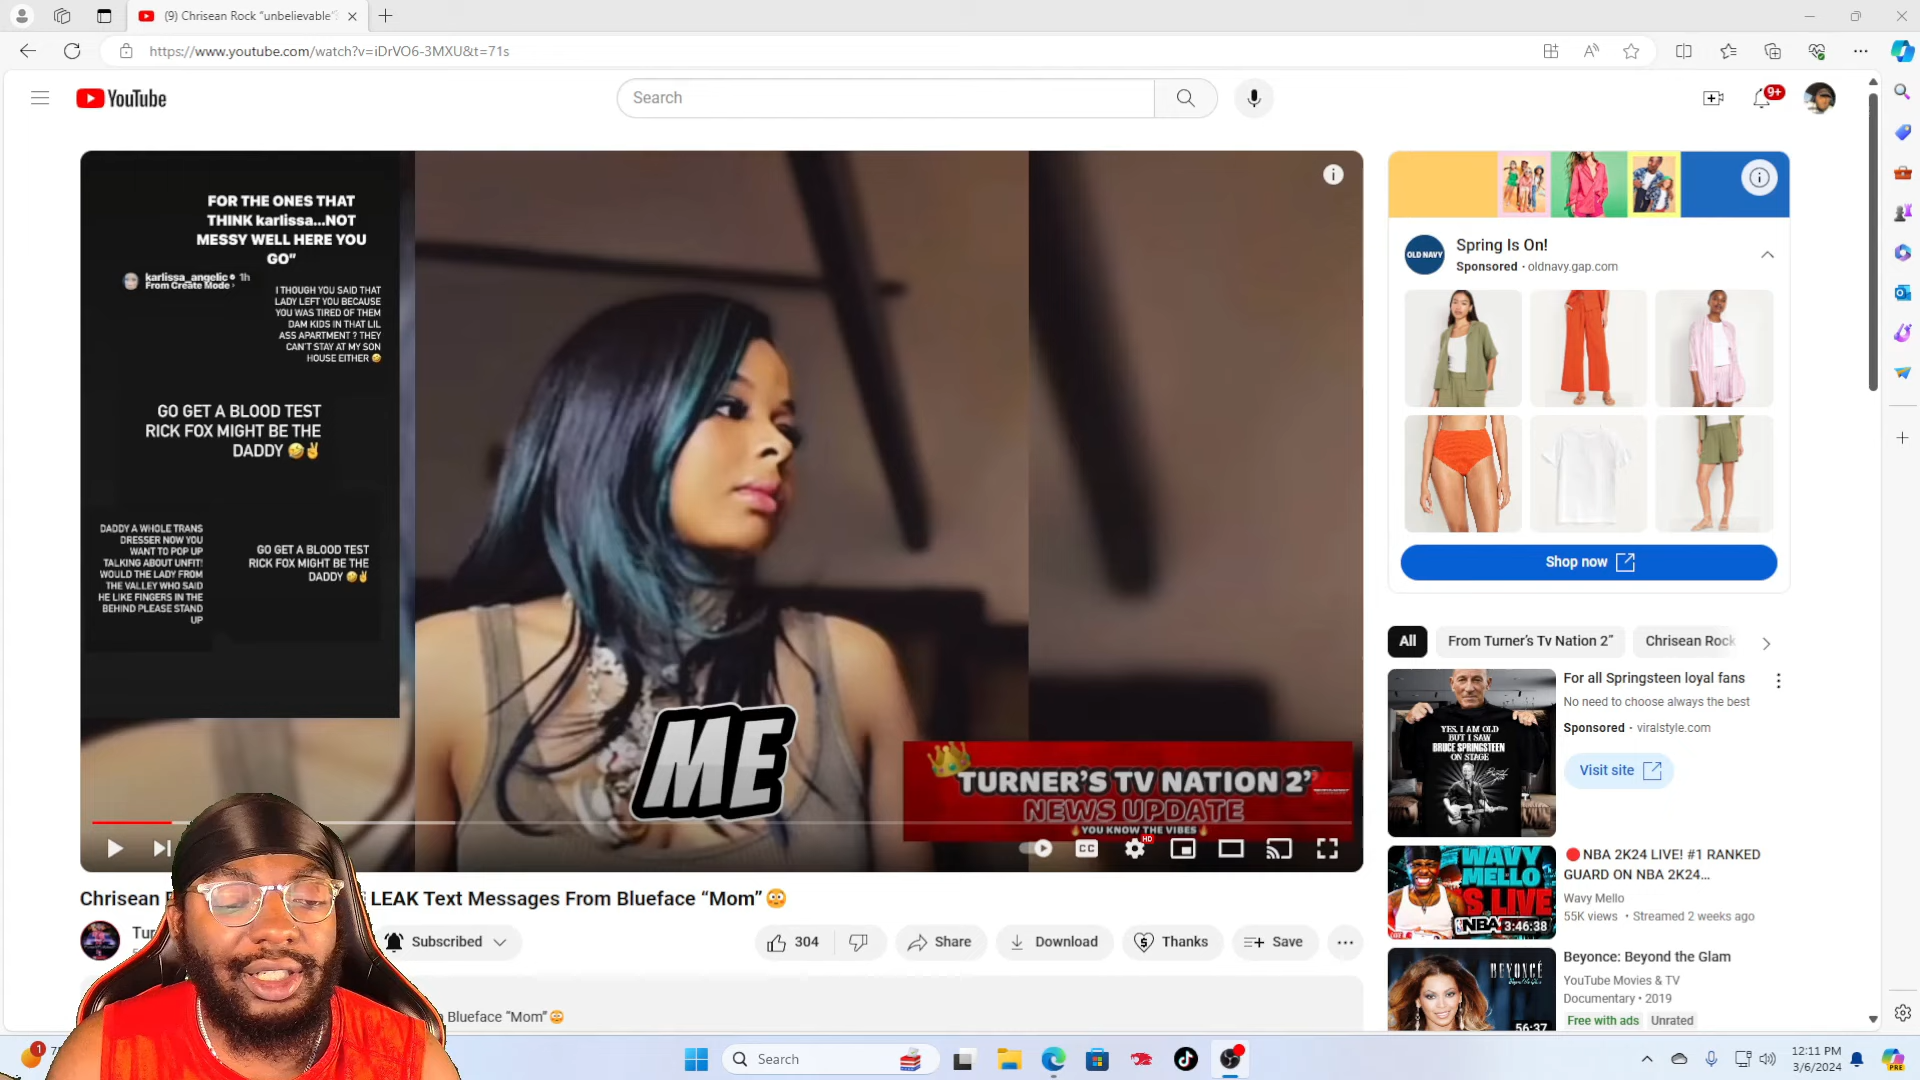 (9) Chrisean Rock "unbelievable"
https://www.youtube.com/watch?v=iDrVO6-3MXU&t=71s
YouTube
Search
9+
FOR THE ONES THAT
THINK karlissa...NOT
MESSY WELL HERE YOU
GO"
karlissa_angelic 1h
From Create Mode ›
I THOUGH YOU SAID THAT
LADY LEFT YOU BECAUSE
YOU WAS TIRED OF THEM
DAM KIDS IN THAT LIL
ASS APARTMENT ? THEY
CAN'T STAY AT MY SON
HOUSE EITHER 🤣
GO GET A BLOOD TEST
RICK FOX MIGHT BE THE
DADDY 🤣✌️
DADDY A WHOLE TRANS
DRESSER NOW YOU
WANT TO POP UP
TALKING ABOUT UNFIT!
WOULD THE LADY FROM
THE VALLEY WHO SAID
HE LIKE FINGERS IN THE
BEHIND PLEASE STAND
UP
GO GET A BLOOD TEST
RICK FOX MIGHT BE THE
DADDY 🤣✌️
ME
TURNER'S TV NATION 2"
NEWS UPDATE
🔥YOU KNOW THE VIBES🔥
CC
HD
Chrisean
LEAK Text Messages From Blueface "Mom" 😳
Tur
Subscribed
304
Share
Download
Thanks
Save
Blueface "Mom"😳
OLD NAVY
Spring Is On!
Sponsored · oldnavy.gap.com
Shop now
All
From Turner's Tv Nation 2"
Chrisean Rock
YES, I AM OLD
BUT I SAW
BRUCE SPRINGSTEEN
ON STAGE
For all Springsteen loyal fans
No need to choose always the best
Sponsored · viralstyle.com
Visit site
WAVY
MELLO
IS LIVE
NBA
3:46:38
🔴NBA 2K24 LIVE! #1 RANKED
GUARD ON NBA 2K24...
Wavy Mello
55K views • Streamed 2 weeks ago
BEYONCÉ
56:37
Beyonce: Beyond the Glam
YouTube Movies & TV
Documentary • 2019
Free with ads
Unrated
1
Search
PRE
12:11 PM
3/6/2024